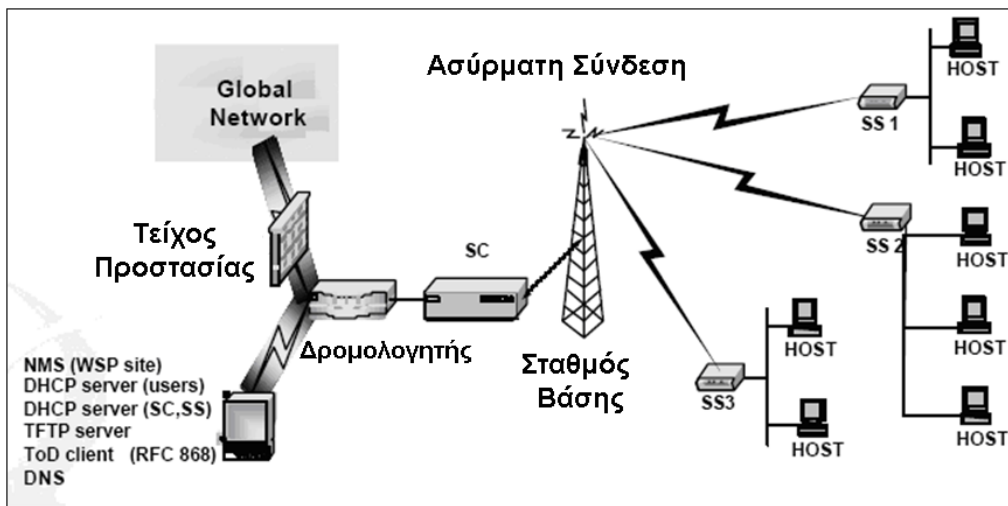 Global
Network
Ασύρματη Σύνδεση
HOST
SS 1
HOST
Τείχος
Προστασίας
SC
SS 2
HOST
Δρομολογητής
Σταθμός
Βάσης
HOST
HOST
SS3
HOST
HOST
NMS (WSP site)
DHCP server (users)
DHCP server (SC,SS)
TFTP server
ToD client (RFC 868)
DNS